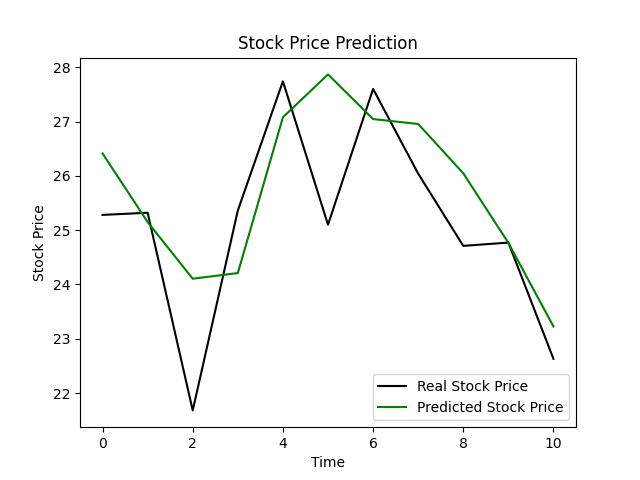 Stock Price Prediction
28
27
26
25
24
23
22
Stock Price
0 2 4 6 8 10
Time
Real Stock Price
Predicted Stock Price